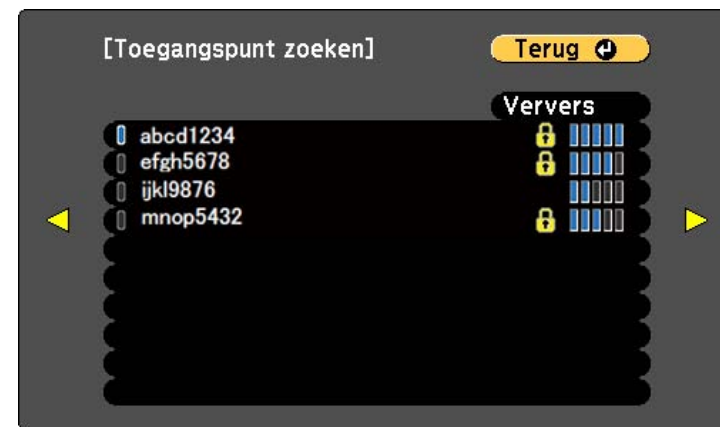 [Toegangspunt zoeken]
Terug
Ververs
abcd1234
efgh5678
ijkl9876
mnop5432